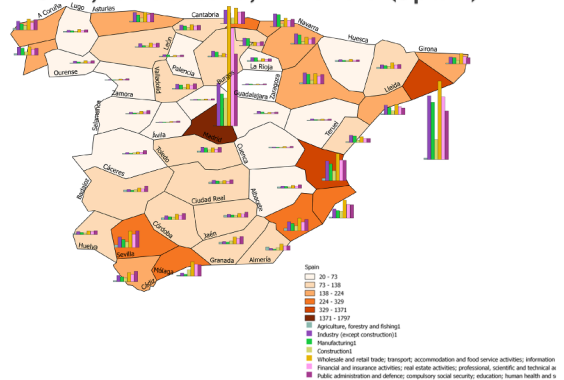 A Coruña
Lugo
Asturias
Cantabria
Navarra
Huesca
Girona
León
Ourense
Palencia
Burgos
La Rioja
Zaragoza
Lleida
Valladolid
Zamora
Guadalajara
Salamanca
Ávila
Madrid
Teruel
Toledo
Cuenca
Cáceres
Badajoz
Albacete
Ciudad Real
Córdoba
Jaén
Huelva
Sevilla
Granada
Almería
Málaga
Cádiz
Spain
20 - 73
73 - 138
138 - 224
224 - 329
329 - 1371
1371 - 1797
Agriculture, forestry and fishing1
Industry (except construction)1
Manufacturing1
Construction1
Wholesale and retail trade; transport; accommodation and food service activities; information
Financial and insurance activities; real estate activities; professional, scientific and technical ac
Public administration and defence; compulsory social security; education; human health and s